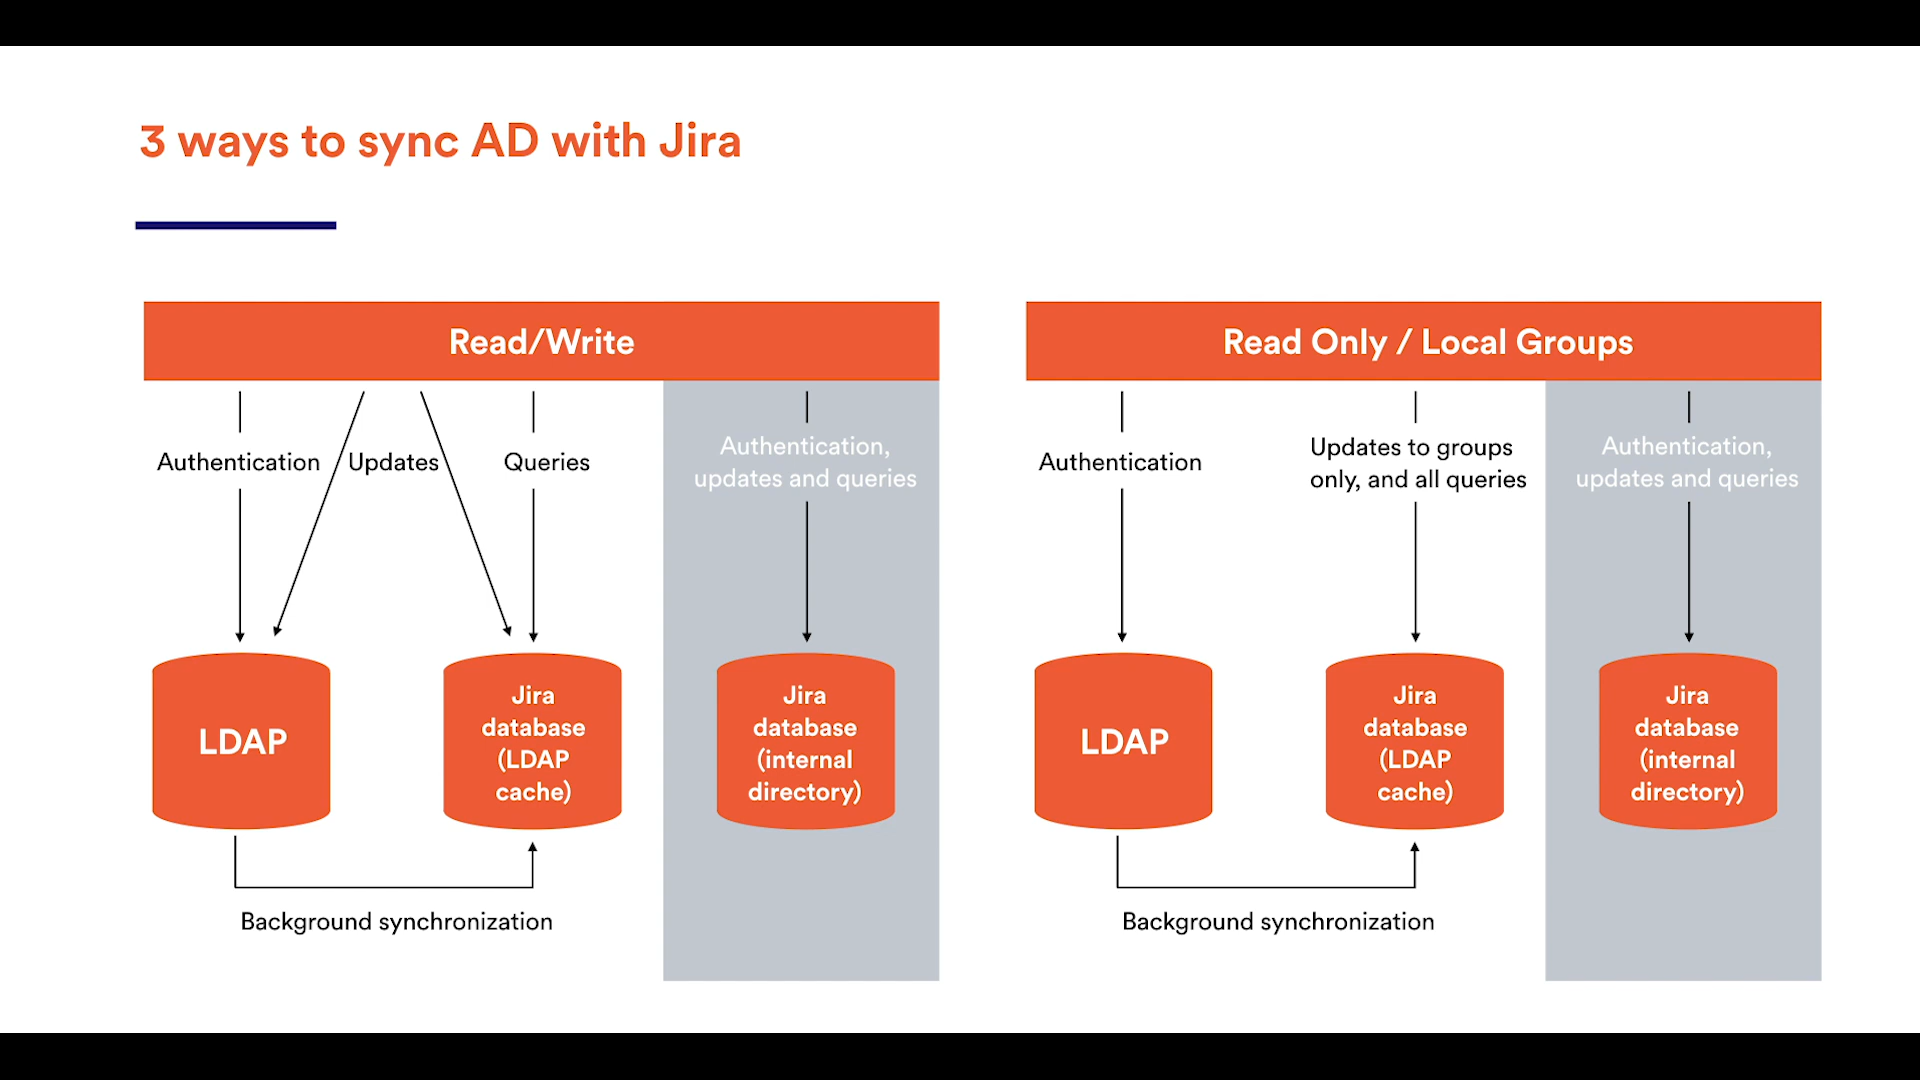 3 ways to sync AD with Jira
Read/Write
Authentication
Updates
Queries
Authentication,
updates and queries
LDAP
Jira
database
(LDAP
cache)
Jira
database
(internal
directory)
Background synchronization
Read Only / Local Groups
Authentication
Updates to groups
only, and all queries
Authentication,
updates and queries
LDAP
Jira
database
(LDAP
cache)
Jira
database
(internal
directory)
Background synchronization